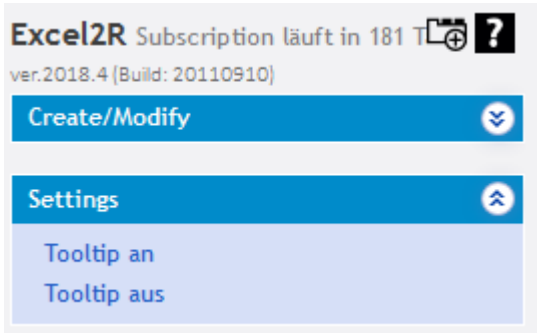 Excel2R Subscription läuft in 181 T
ver.2018.4 (Build: 20110910)
Create/Modify
Settings
Tooltip an
Tooltip aus